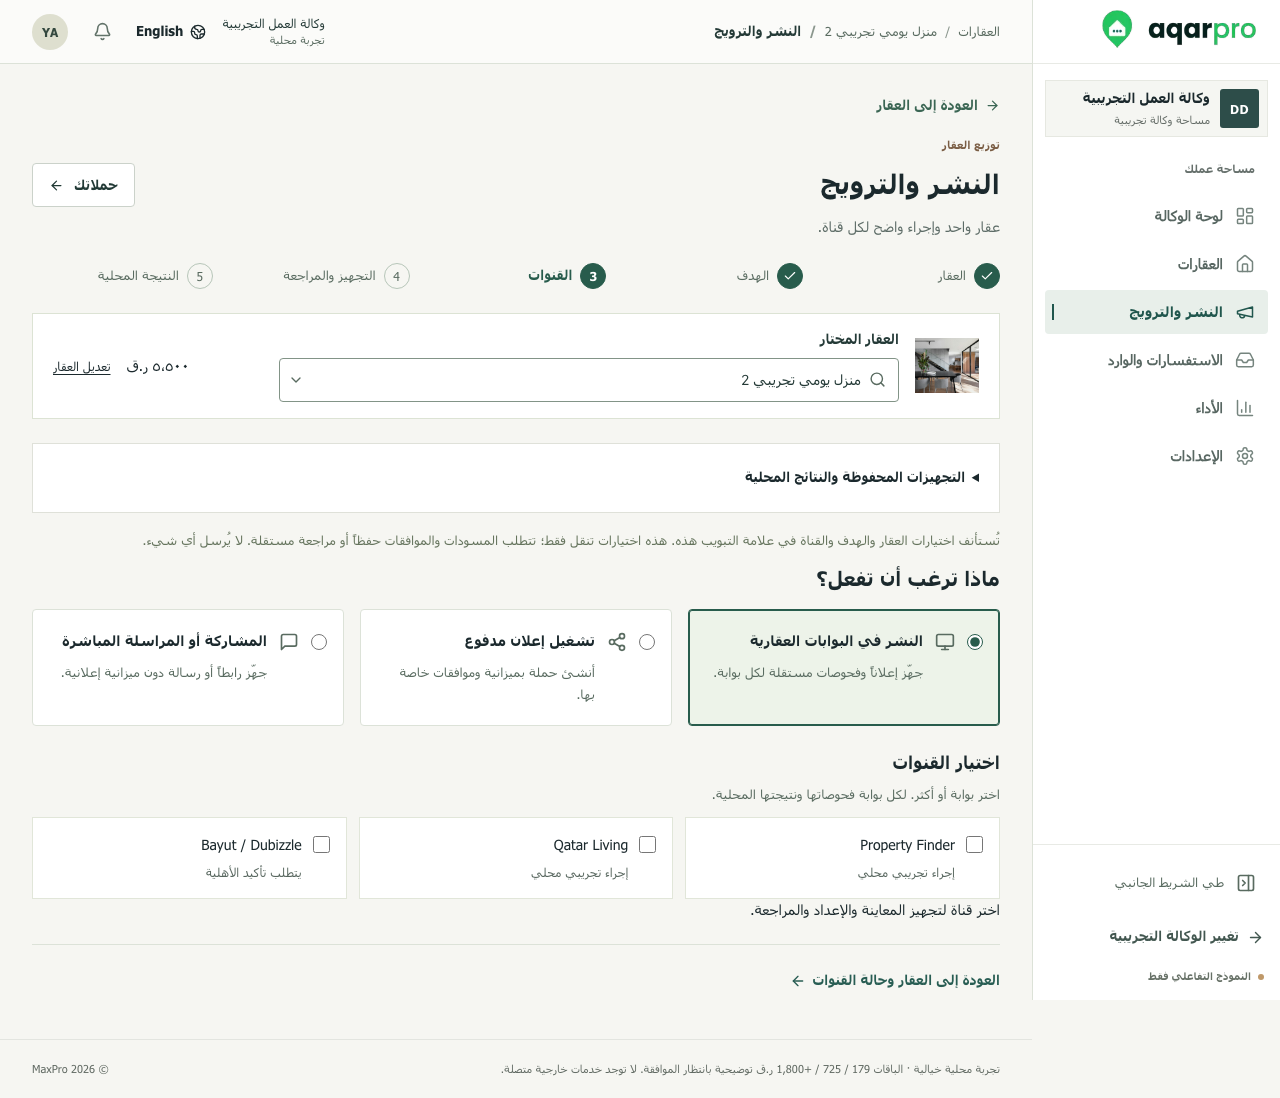 aqarpro
DD
وكالة العمل التجريبية
مساحة وكالة تجريبية
مساحة عملك
لوحة الوكالة
العقارات
النشر والترويج
الاستفسارات والوارد
الأداء
الإعدادات
طي الشريط الجانبي
تغيير الوكالة التجريبية
النموذج التفاعلي فقط
العقارات / منزل يومي تجريبي 2 / النشر والترويج
وكالة العمل التجريبية
تجربة محلية
English
YA
العودة إلى العقار
توزيع العقار
النشر والترويج
حملاتك
عقار واحد وإجراء واضح لكل قناة.
العقار
الهدف
3 القنوات
4 التجهيز والمراجعة
5 النتيجة المحلية
العقار المختار
منزل يومي تجريبي 2
٥،٥٠٠ ر.ق
تعديل العقار
التجهيزات المحفوظة والنتائج المحلية
تُستأنف اختيارات العقار والهدف والقناة في علامة التبويب هذه. هذه اختيارات تنقل فقط؛ تتطلب المسودات والموافقات حفظاً أو مراجعة مستقلة. لا يُرسل أي شيء.
ماذا ترغب أن تفعل؟
النشر في البوابات العقارية
جهّز إعلاناً وفحوصات مستقلة لكل بوابة.
تشغيل إعلان مدفوع
أنشئ حملة بميزانية وموافقات خاصة
بها.
المشاركة أو المراسلة المباشرة
جهّز رابطاً أو رسالة دون ميزانية إعلانية.
اختيار القنوات
اختر بوابة أو أكثر. لكل بوابة فحوصاتها ونتيجتها المحلية.
Property Finder
إجراء تجريبي محلي
Qatar Living
إجراء تجريبي محلي
Bayut / Dubizzle
يتطلب تأكيد الأهلية
اختر قناة لتجهيز المعاينة والإعداد والمراجعة.
العودة إلى العقار وحالة القنوات
تجربة محلية خيالية · الباقات 179 / 725 / +1,800 ر.ق توضيحية بانتظار الموافقة. لا توجد خدمات خارجية متصلة.
© MaxPro 2026